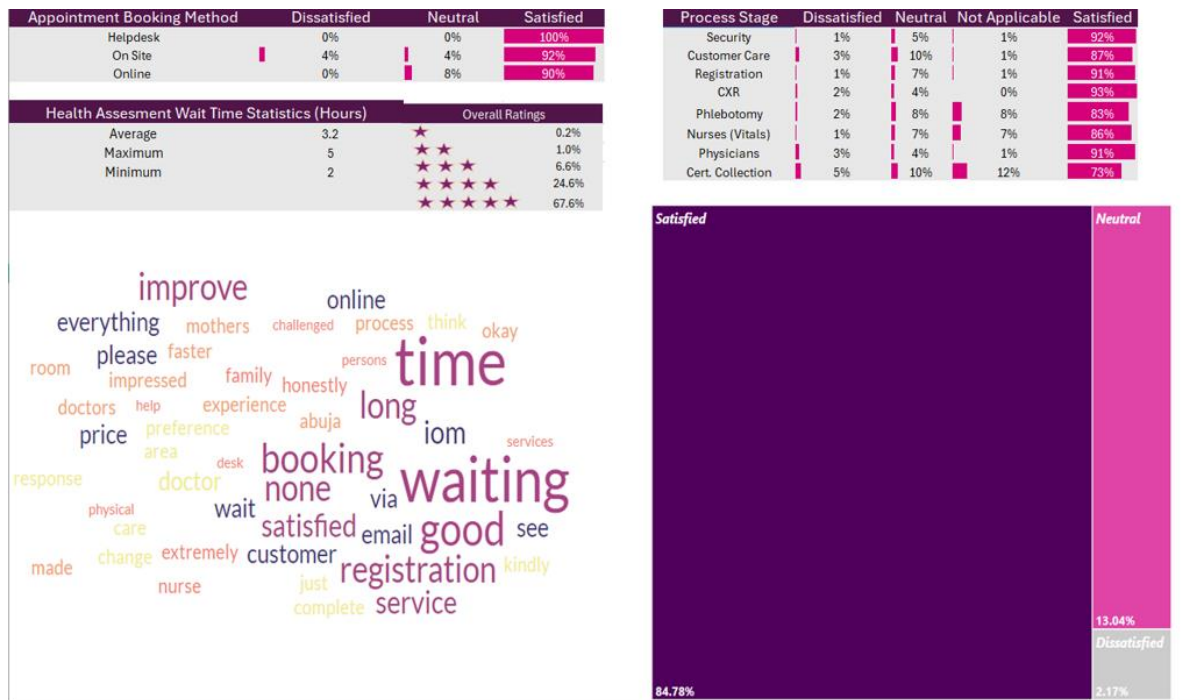 Appointment Booking Method Dissatisfied Neutral Satisfied
Helpdesk 0% 0% 100%
On Site 4% 4% 92%
Online 0% 8% 90%
Health Assesment Wait Time Statistics (Hours) Overall Ratings
Average 3.2 0.2%
Maximum 5 1.0%
Minimum 2 6.6%
24.6%
67.6%
Process Stage Dissatisfied Neutral Not Applicable Satisfied
Security 1% 5% 1% 92%
Customer Care 3% 10% 1% 87%
Registration 1% 7% 1% 91%
CXR 2% 4% 0% 93%
Phlebotomy 2% 8% 8% 83%
Nurses (Vitals) 1% 7% 7% 86%
Physicians 3% 4% 1% 91%
Cert. Collection 5% 10% 12% 73%
improve
online
everything mothers challenged process think okay
please faster
time
room impressed family honestly persons
doctors help experience long
price preference abuja iom
area services
response desk booking waiting
doctor none
wait via
physical satisfied email good see
care
change extremely customer
made registration kindly
nurse just
complete service
Satisfied
84.78%
Neutral
13.04%
Dissatisfied
2.17%